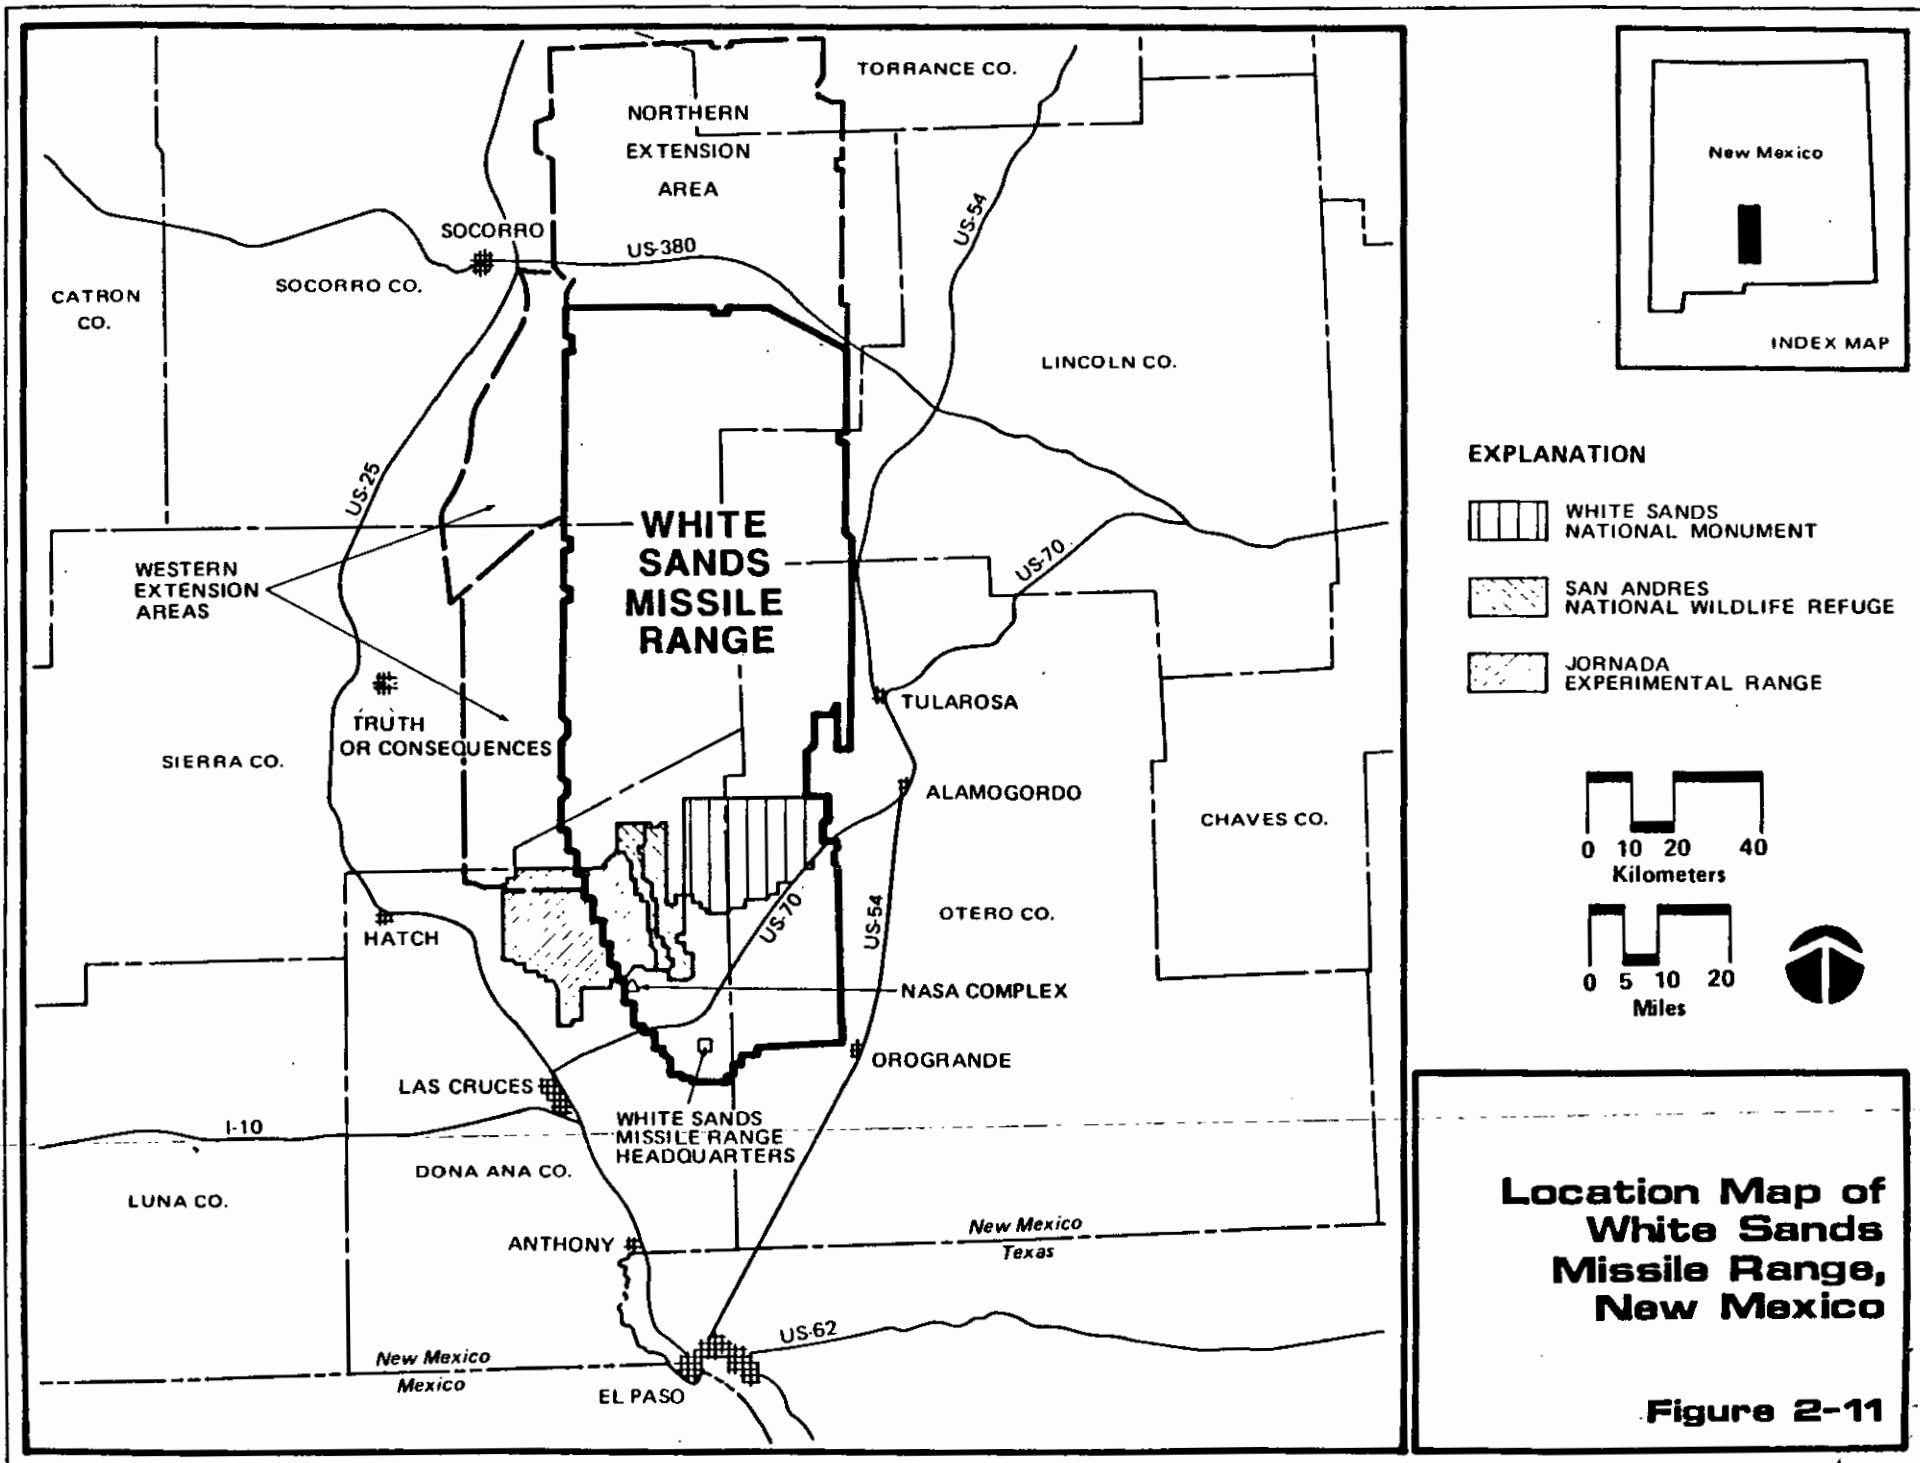 TORRANCE CO.
NORTHERN
EXTENSION
AREA
US-54
SOCORRO
US-380
SOCORRO CO.
CATRON
CO.
LINCOLN CO.
US-25
WHITE
SANDS
MISSILE
RANGE
WESTERN
EXTENSION
AREAS
US-70
TULAROSA
TRUTH
OR CONSEQUENCES
SIERRA CO.
ALAMOGORDO
CHAVES CO.
US-70
US-54
OTERO CO.
HATCH
NASA COMPLEX
OROGRANDE
LAS CRUCES
WHITE SANDS
MISSILE RANGE
HEADQUARTERS
I-10
DONA ANA CO.
LUNA CO.
ANTHONY
New Mexico
Texas
US-62
New Mexico
Mexico
EL PASO
New Mexico
INDEX MAP
EXPLANATION
WHITE SANDS
NATIONAL MONUMENT
SAN ANDRES
NATIONAL WILDLIFE REFUGE
JORNADA
EXPERIMENTAL RANGE
0 10 20 40
Kilometers
0 5 10 20
Miles
Location Map of
White Sands
Missile Range,
New Mexico
Figure 2-11